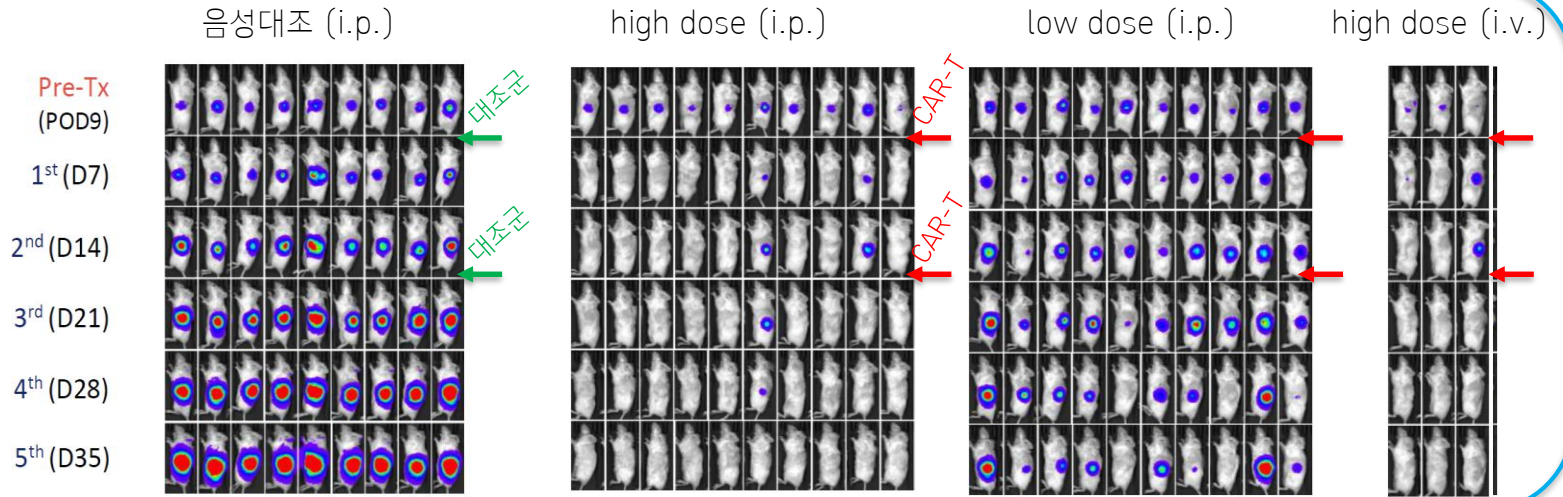 음성대조 (i.p.)
high dose (i.p.)
low dose (i.p.)
high dose (i.v.)
Pre-Tx
(POD9)
대조군
CAR-T
1st (D7)
대조군
CAR-T
2nd (D14)
3rd (D21)
4th (D28)
5th (D35)